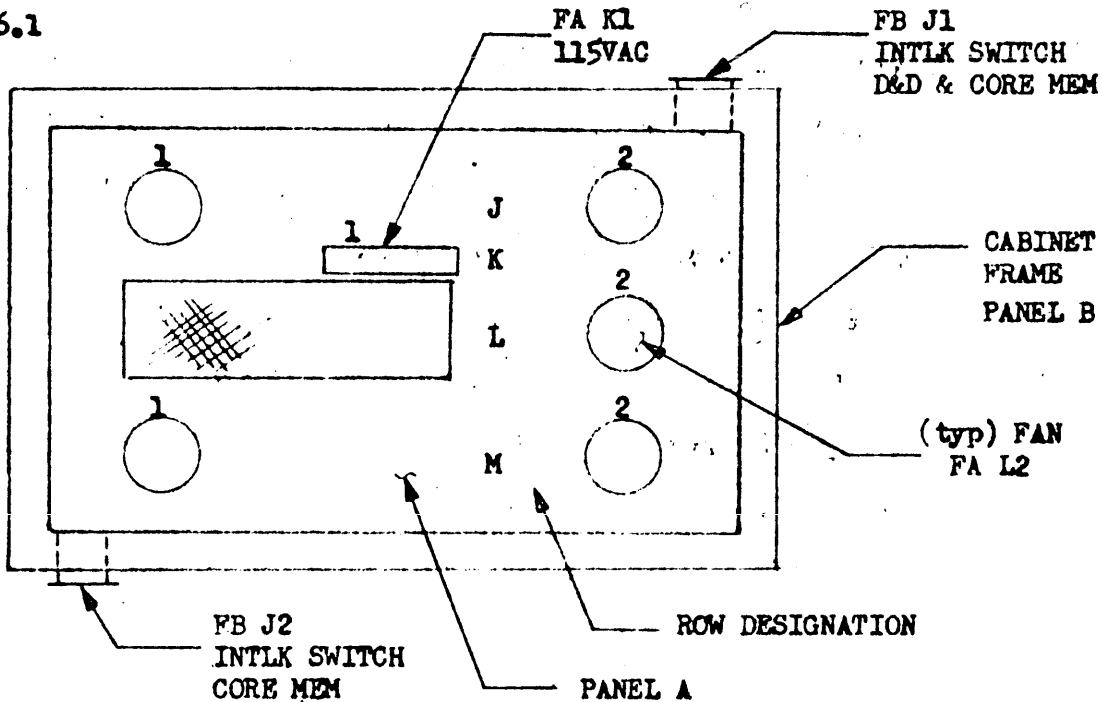 6.1
FA K1
115VAC
FB J1
INTLK SWITCH
D&D & CORE MEM
1
2
J
1
K
2
L
1
2
M
CABINET
FRAME
PANEL B
(typ) FAN
FA L2
ROW DESIGNATION
FB J2
INTLK SWITCH
CORE MEM
PANEL A